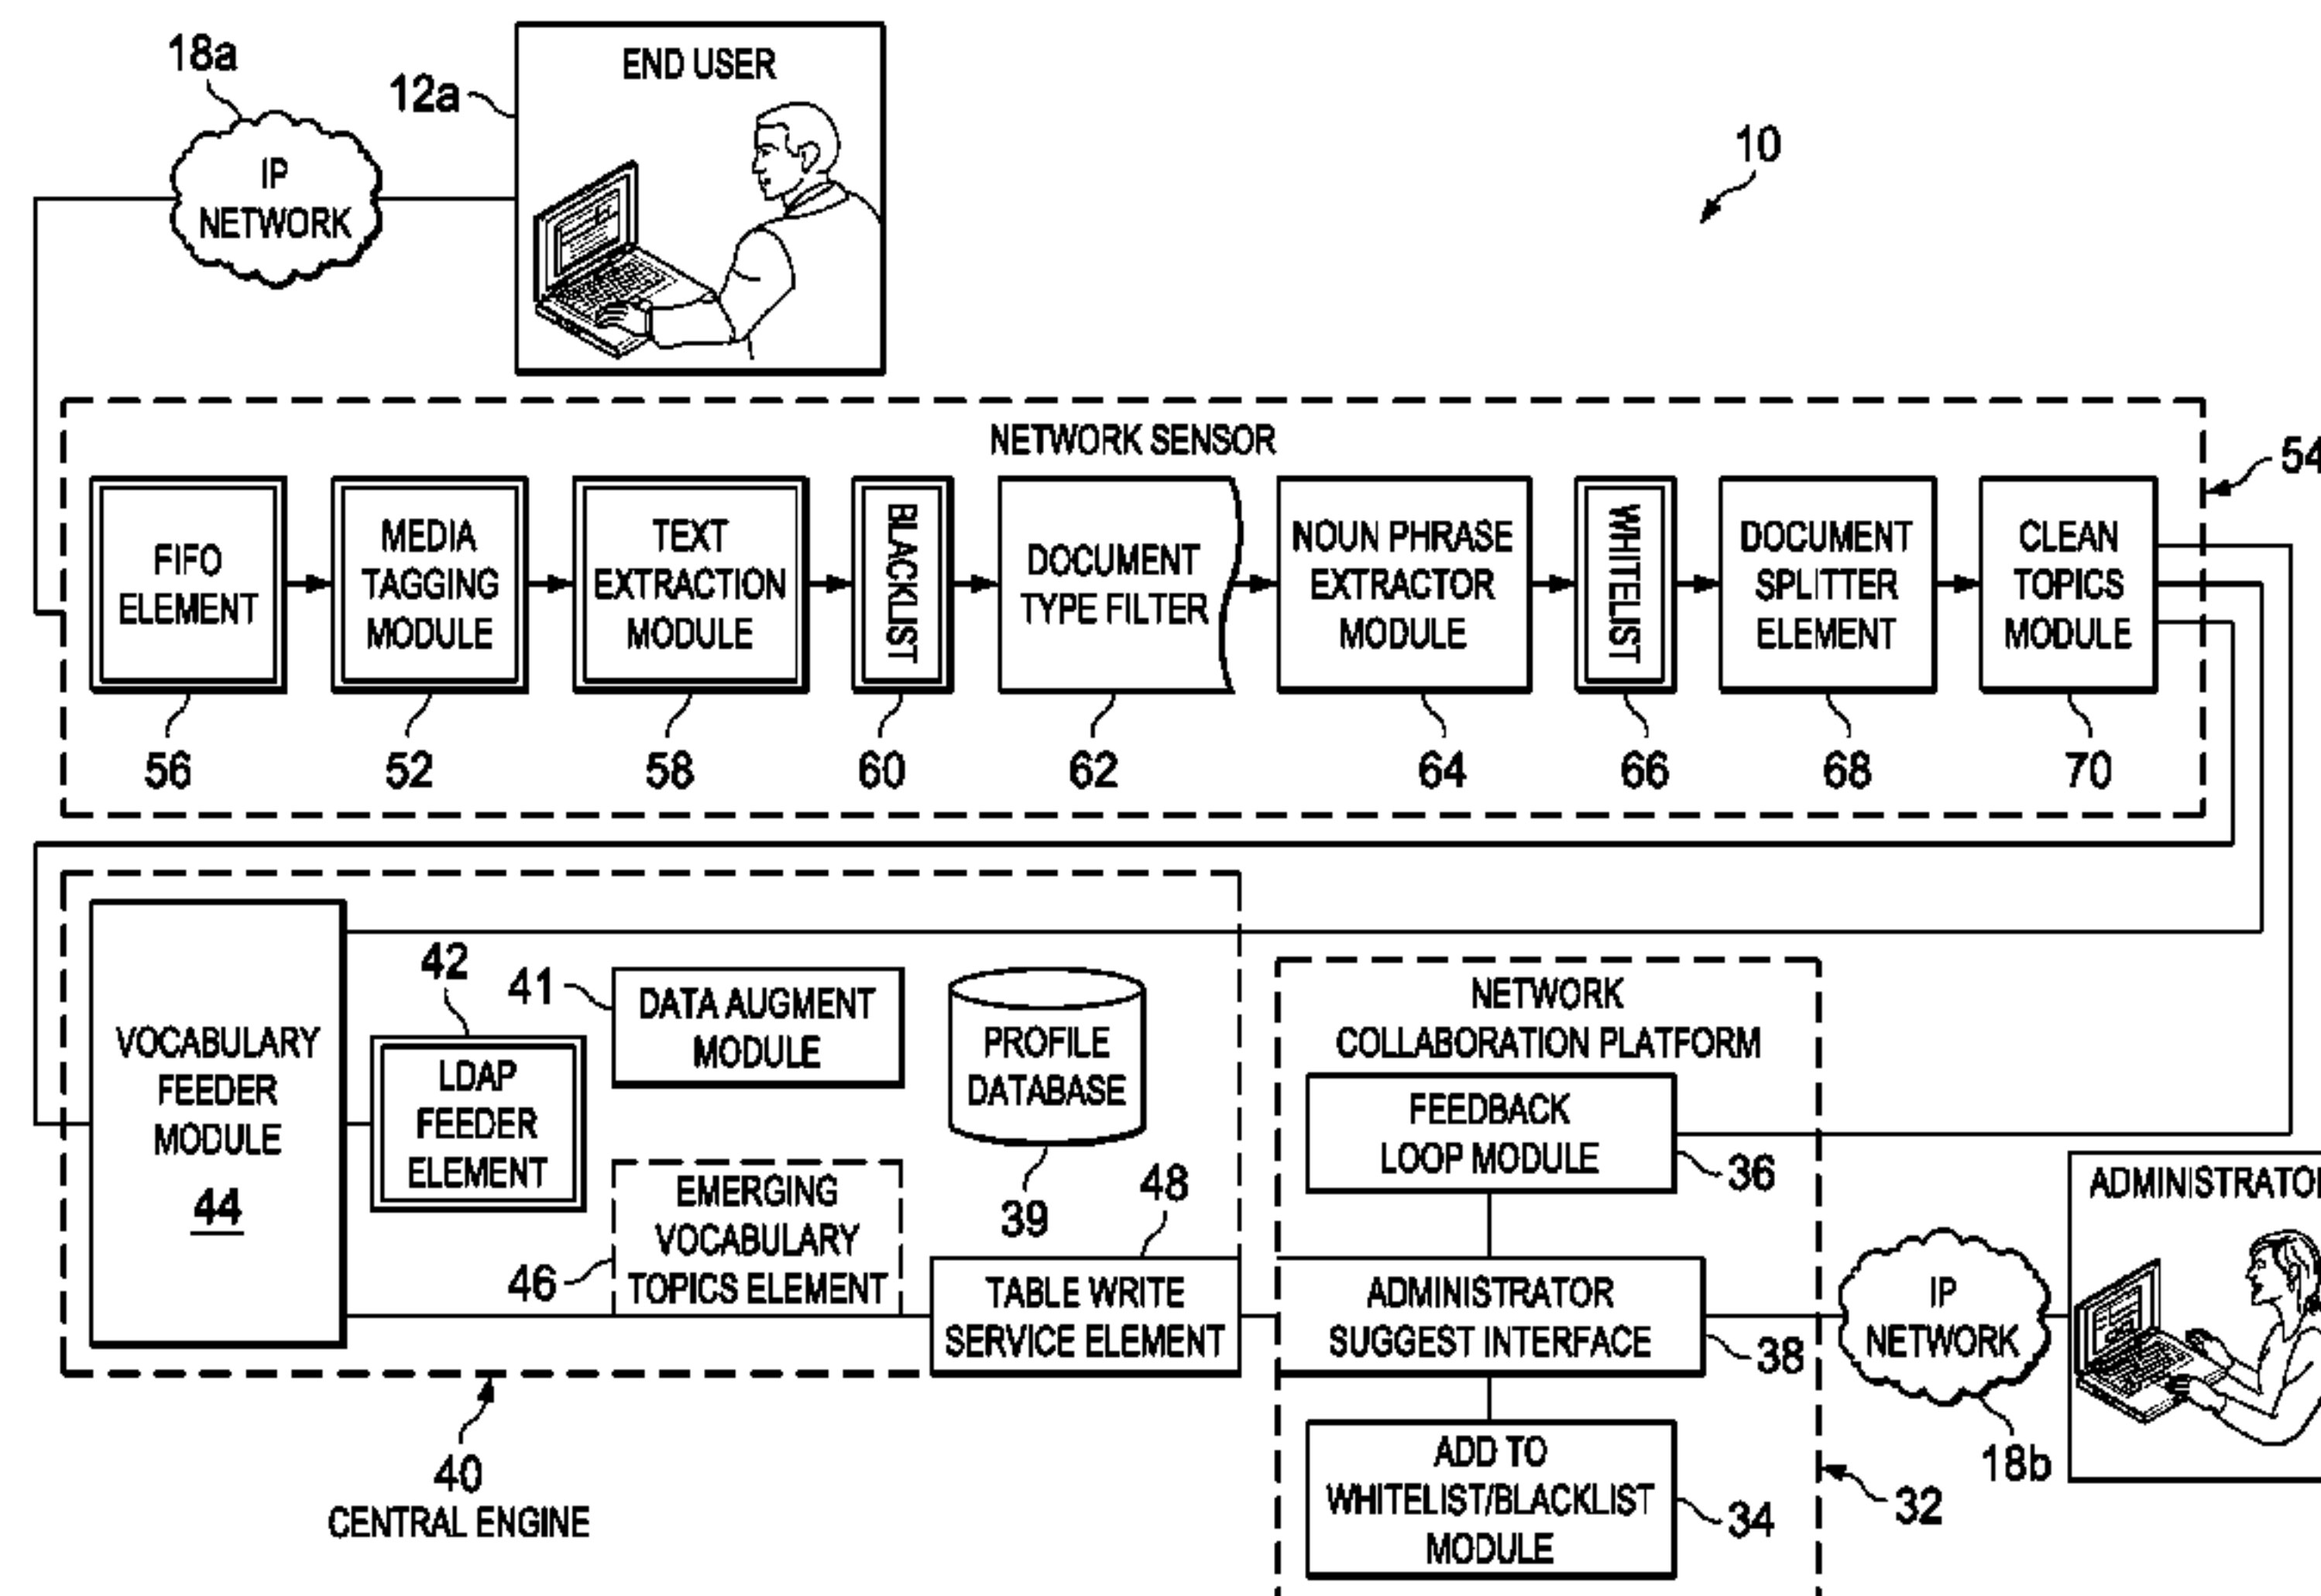 18a
12a
END USER
10
IP
NETWORK
NETWORK SENSOR
54
FIFO
ELEMENT
MEDIA
TAGGING
MODULE
TEXT
EXTRACTION
MODULE
BLACKLIST
DOCUMENT
TYPE FILTER
NOUN PHRASE
EXTRACTOR
MODULE
WHITELIST
DOCUMENT
SPLITTER
ELEMENT
CLEAN
TOPICS
MODULE
56
52
58
60
62
64
66
68
70
VOCABULARY
FEEDER
MODULE
44
42
LDAP
FEEDER
ELEMENT
41
DATA AUGMENT
MODULE
PROFILE
DATABASE
39
46
EMERGING
VOCABULARY
TOPICS ELEMENT
48
TABLE WRITE
SERVICE ELEMENT
40
CENTRAL ENGINE
NETWORK
COLLABORATION PLATFORM
FEEDBACK
LOOP MODULE
36
ADMINISTRATOR
SUGGEST INTERFACE
38
ADD TO
WHITELIST/BLACKLIST
MODULE
34
32
IP
NETWORK
18b
ADMINISTRATOR